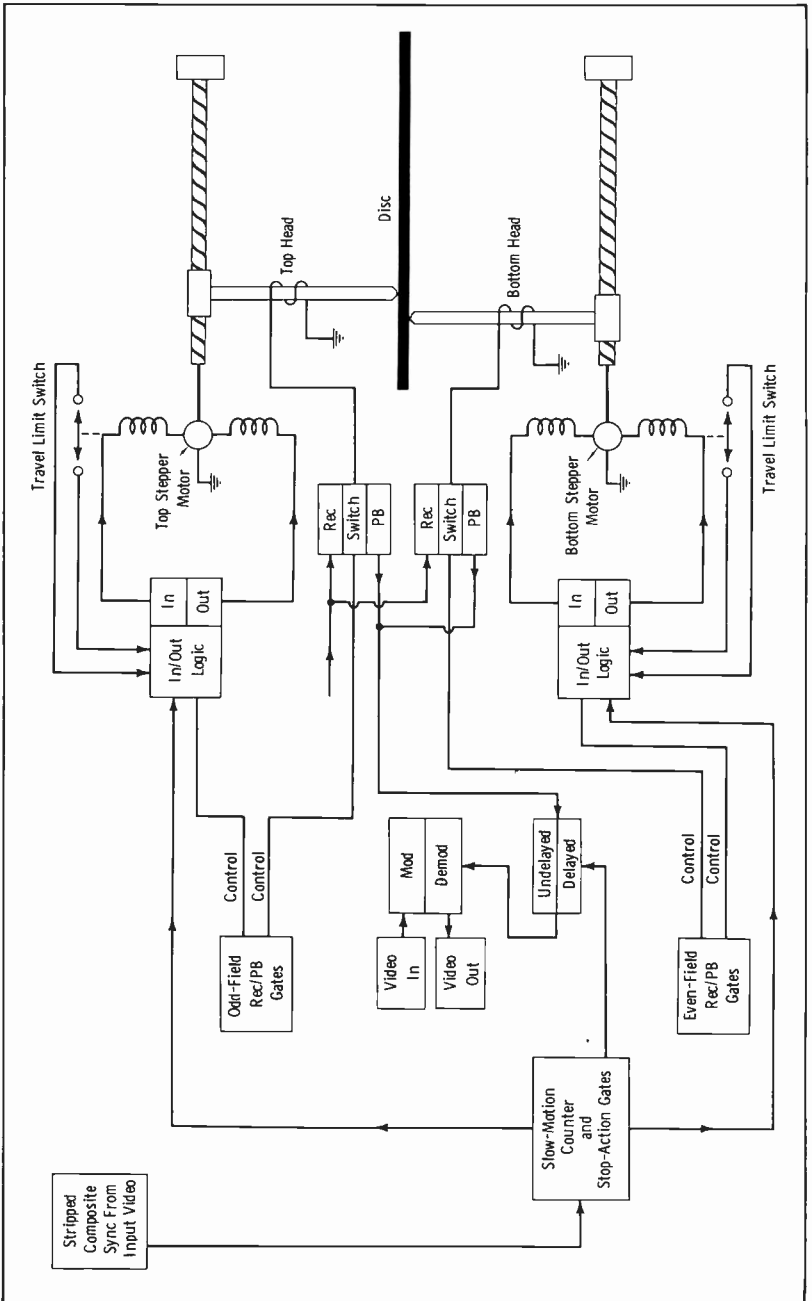 Stripped
Composite
Sync From
Input Video
Slow-Motion
Counter
and
Stop-Action Gates
Odd-Field
Rec/PB
Gates
Control
Control
Video
In
Video
Out
Mod
Demod
Undelayed
Delayed
Even-Field
Rec/PB
Gates
Control
Control
Travel Limit Switch
In/Out
Logic
In
Out
Top Stepper
Motor
Rec
Switch
PB
Top Head
Disc
Rec
Switch
PB
Bottom Head
In/Out
Logic
In
Out
Bottom Stepper
Motor
Travel Limit Switch